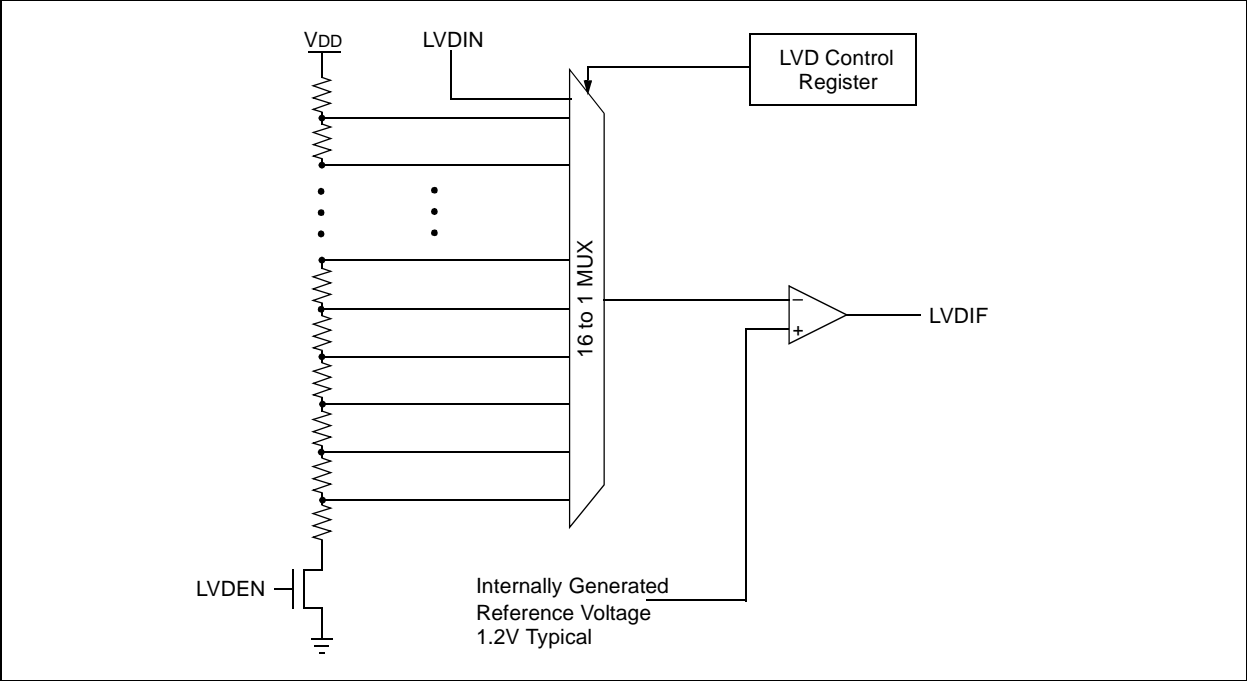 VDD
LVDIN
LVD Control
Register
16 to 1 MUX
−
+
LVDIF
LVDEN
Internally Generated
Reference Voltage
1.2V Typical